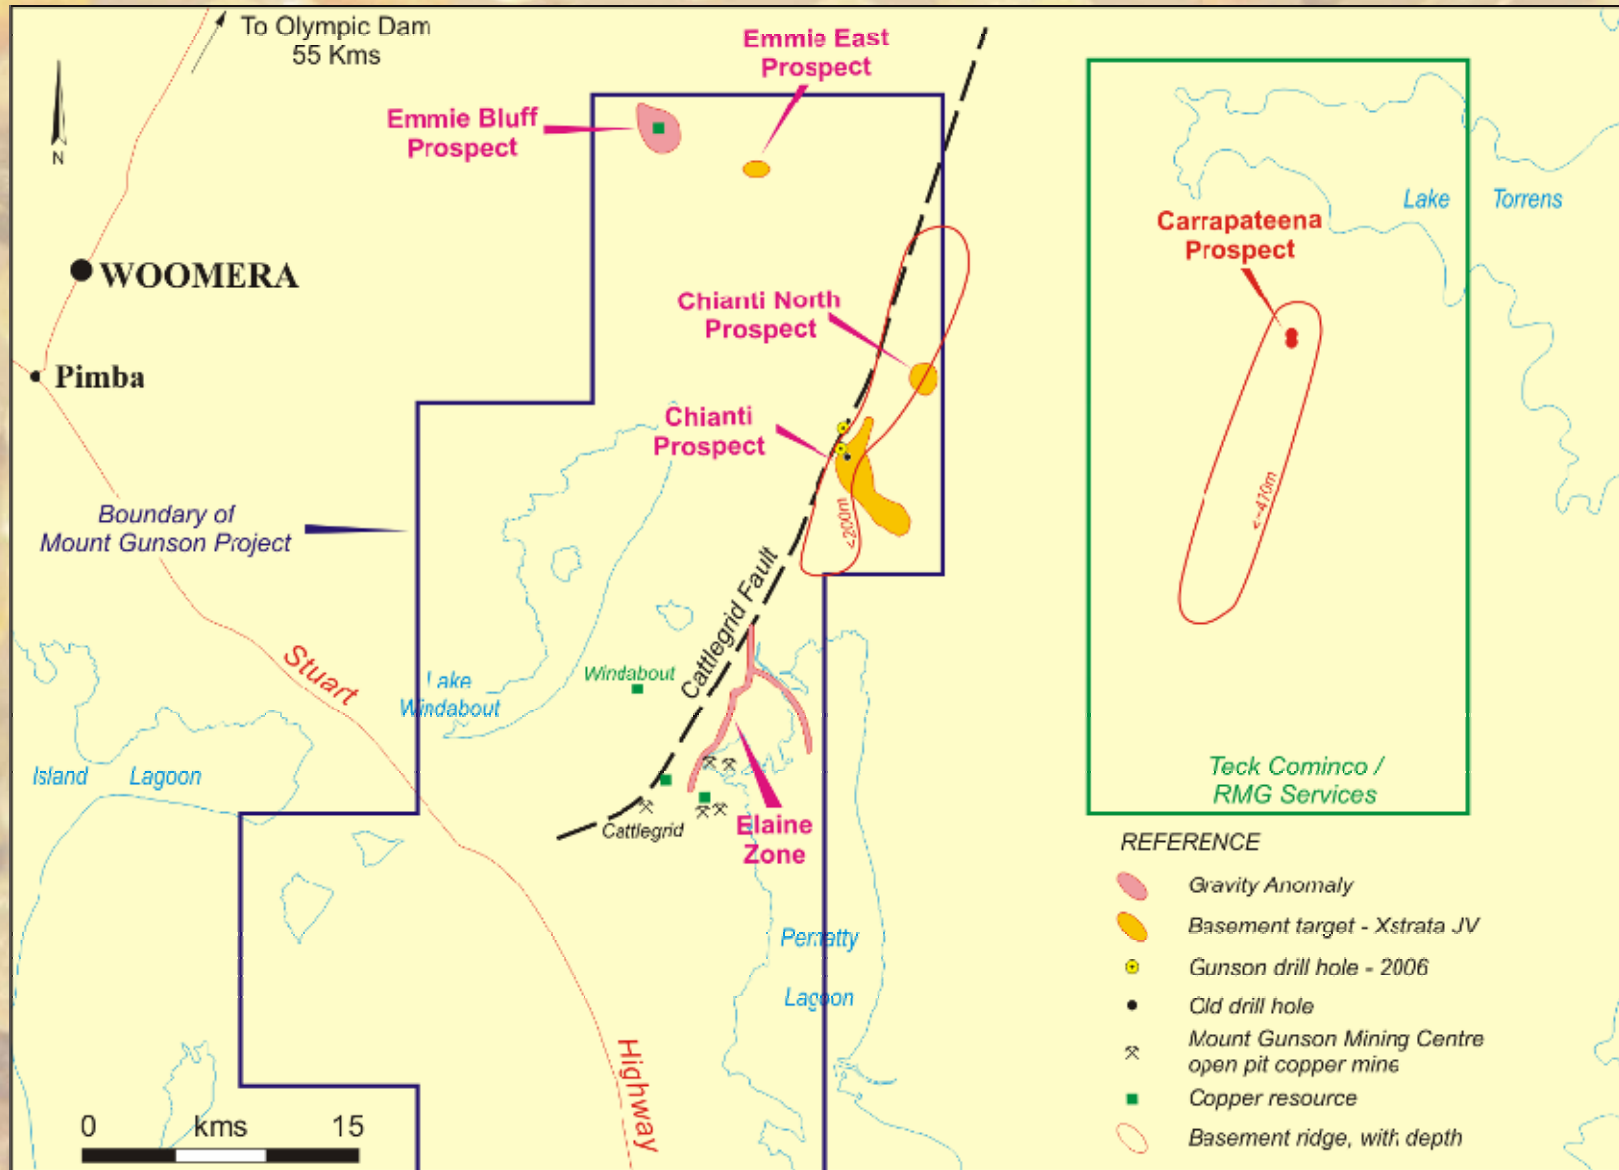 To Olympic Dam
55 Kms
N
Emmie East
Prospect
Emmie Bluff
Prospect
WOOMERA
Pimba
Chianti North
Prospect
Chianti
Prospect
<200m
Boundary of
Mount Gunson Project
Cattlegrid Fault
Windabout
Lake
Windabout
Stuart
Highway
Island Lagoon
Cattlegrid
Elaine
Zone
Pernatty
Lagoon
Lake Torrens
Carrapateena
Prospect
<~470m
Teck Cominco /
RMG Services
REFERENCE
Gravity Anomaly
Basement target - Xstrata JV
Gunson drill hole - 2006
Old drill hole
Mount Gunson Mining Centre
open pit copper mine
Copper resource
Basement ridge, with depth
0 kms 15